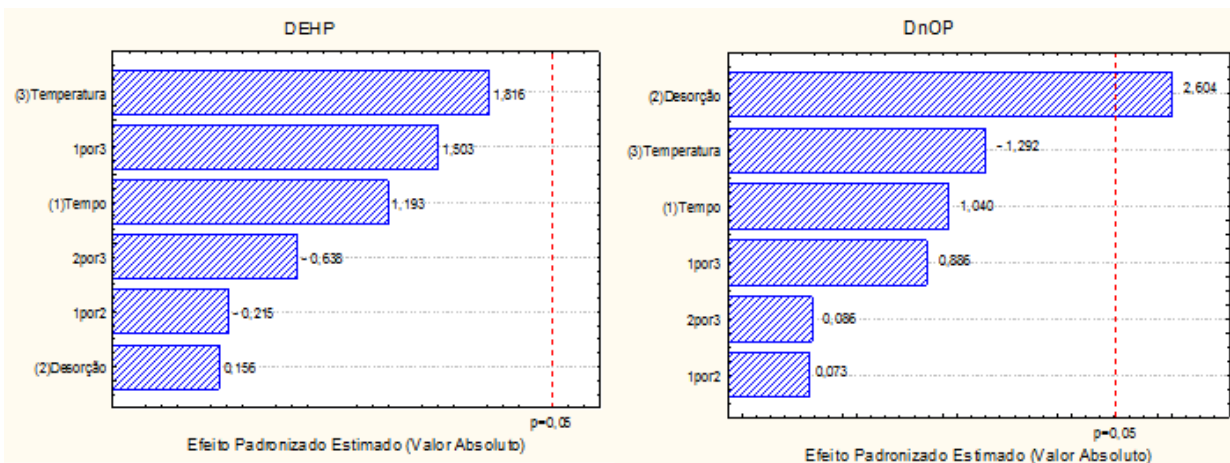 DEHP
(3)Temperatura
1,816
1por3
1,503
(1)Tempo
1,193
2por3
-0,638
1por2
-0,215
(2)Desorção
0,156
p=0,05
Efeito Padronizado Estimado (Valor Absoluto)
DnOP
(2)Desorção
2,604
(3)Temperatura
-1,292
(1)Tempo
1,040
1por3
0,886
2por3
0,086
1por2
0,073
p=0,05
Efeito Padronizado Estimado (Valor Absoluto)